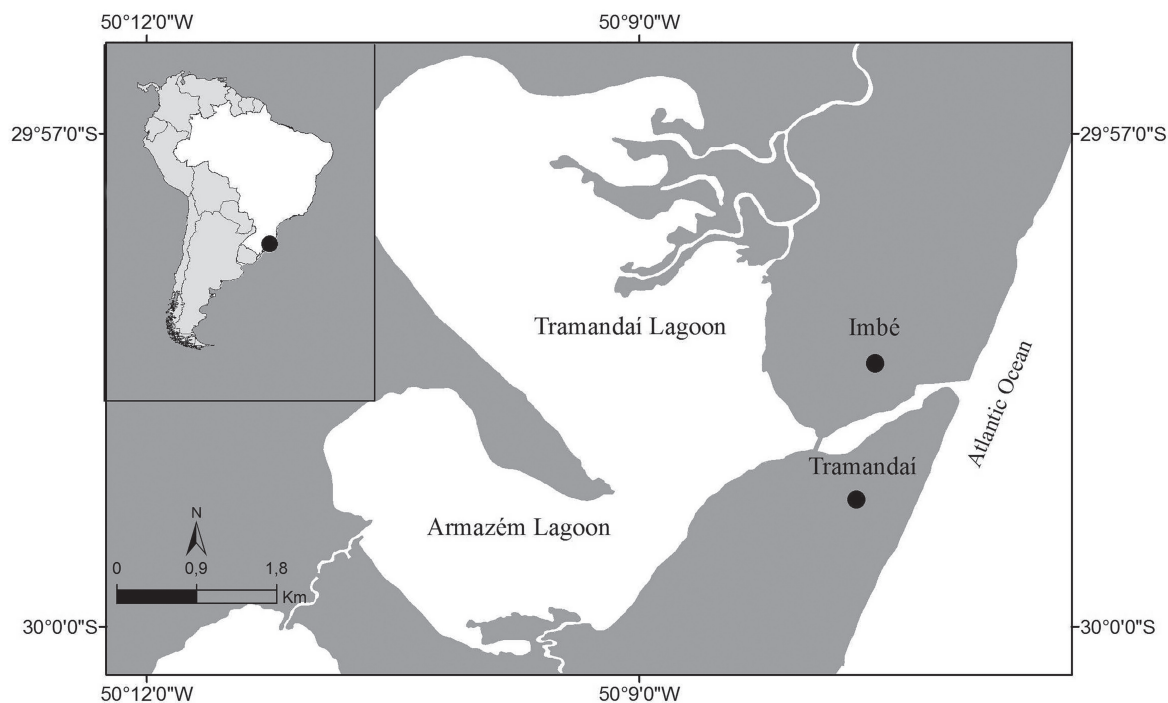 50°12'0"W
50°9'0"W
29°57'0"S
29°57'0"S
Tramandaí Lagoon
Imbé
Atlantic Ocean
Tramandaí
Armazém Lagoon
N
0 0,9 1,8
Km
30°0'0"S
30°0'0"S
50°12'0"W
50°9'0"W